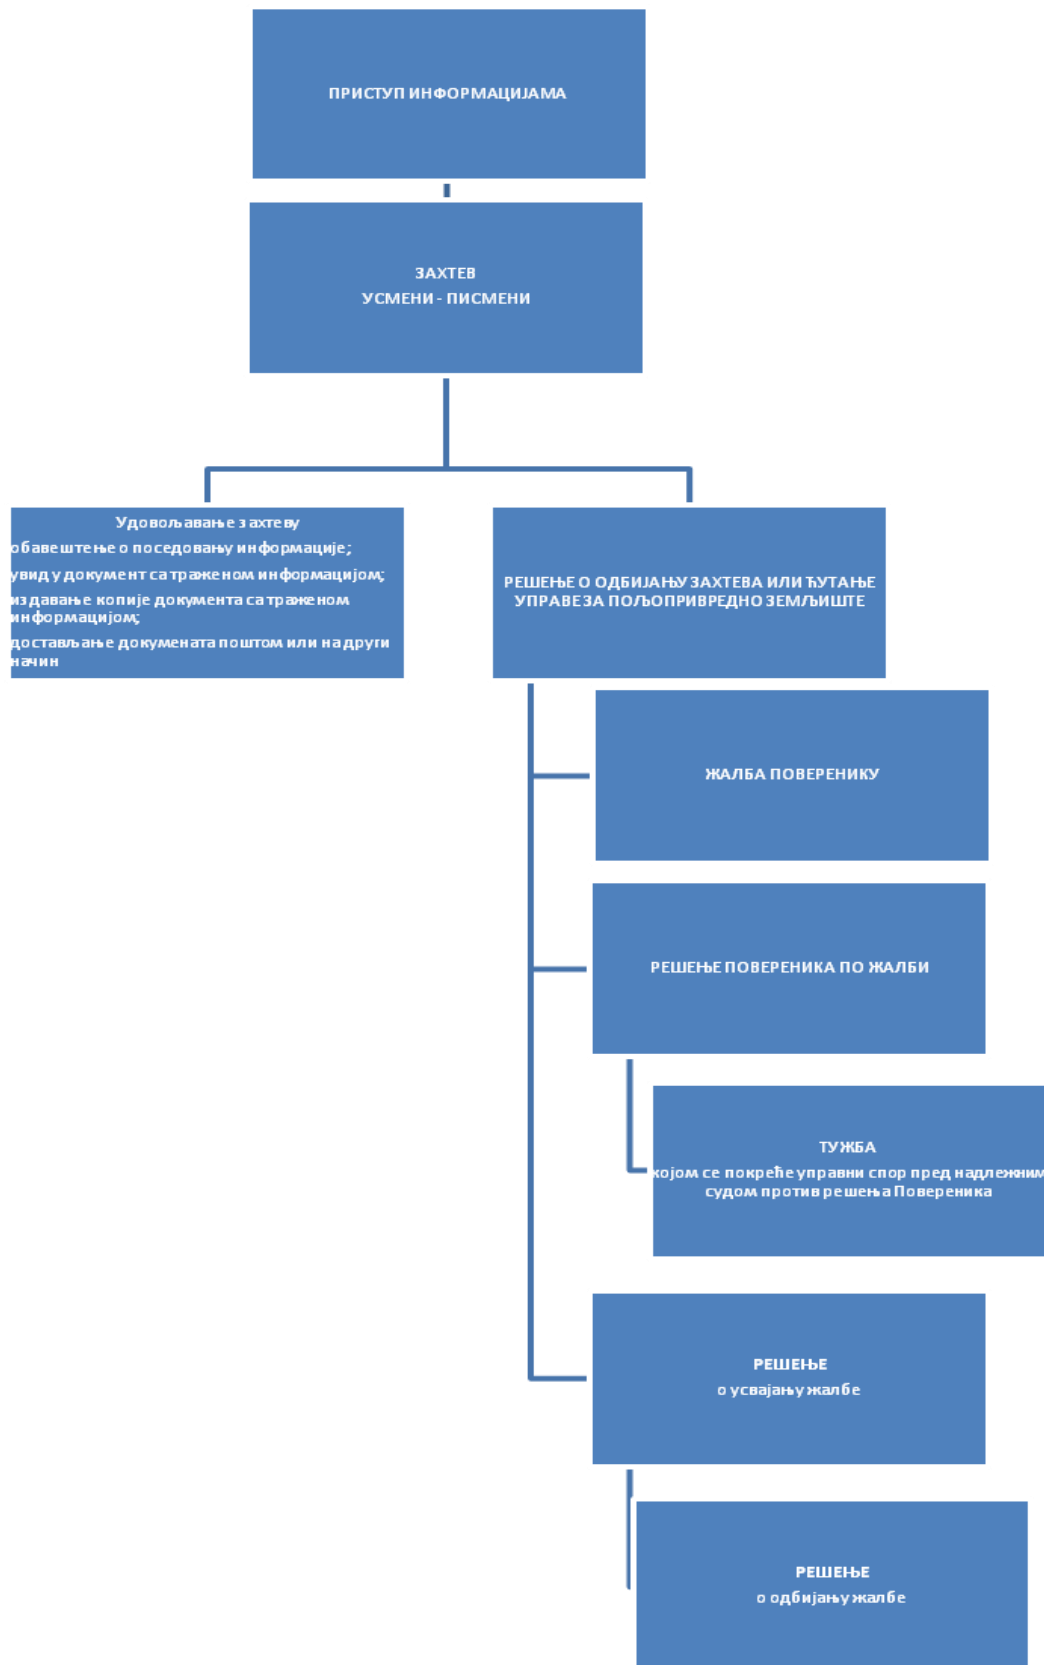 ПРИСТУП ИНФОРМАЦИЈАМА
ЗАХТЕВ
УСМЕНИ - ПИСМЕНИ
Удовољавање захтеву
обавештење о поседовању информације;
увид у документ са траженом информацијом;
издавање копије документа са траженом
информацијом;
достављање докумената поштом или на други
начин
РЕШЕЊЕ О ОДБИЈАЊУ ЗАХТЕВА ИЛИ ЋУТАЊЕ
УПРАВЕ ЗА ПОЉОПРИВРЕДНО ЗЕМЉИШТЕ
ЖАЛБА ПОВЕРЕНИКУ
РЕШЕЊЕ ПОВЕРЕНИКА ПО ЖАЛБИ
ТУЖБА
којом се покреће управни спор пред надлежним
судом против решења Повереника
РЕШЕЊЕ
о усвајању жалбе
РЕШЕЊЕ
о одбијању жалбе